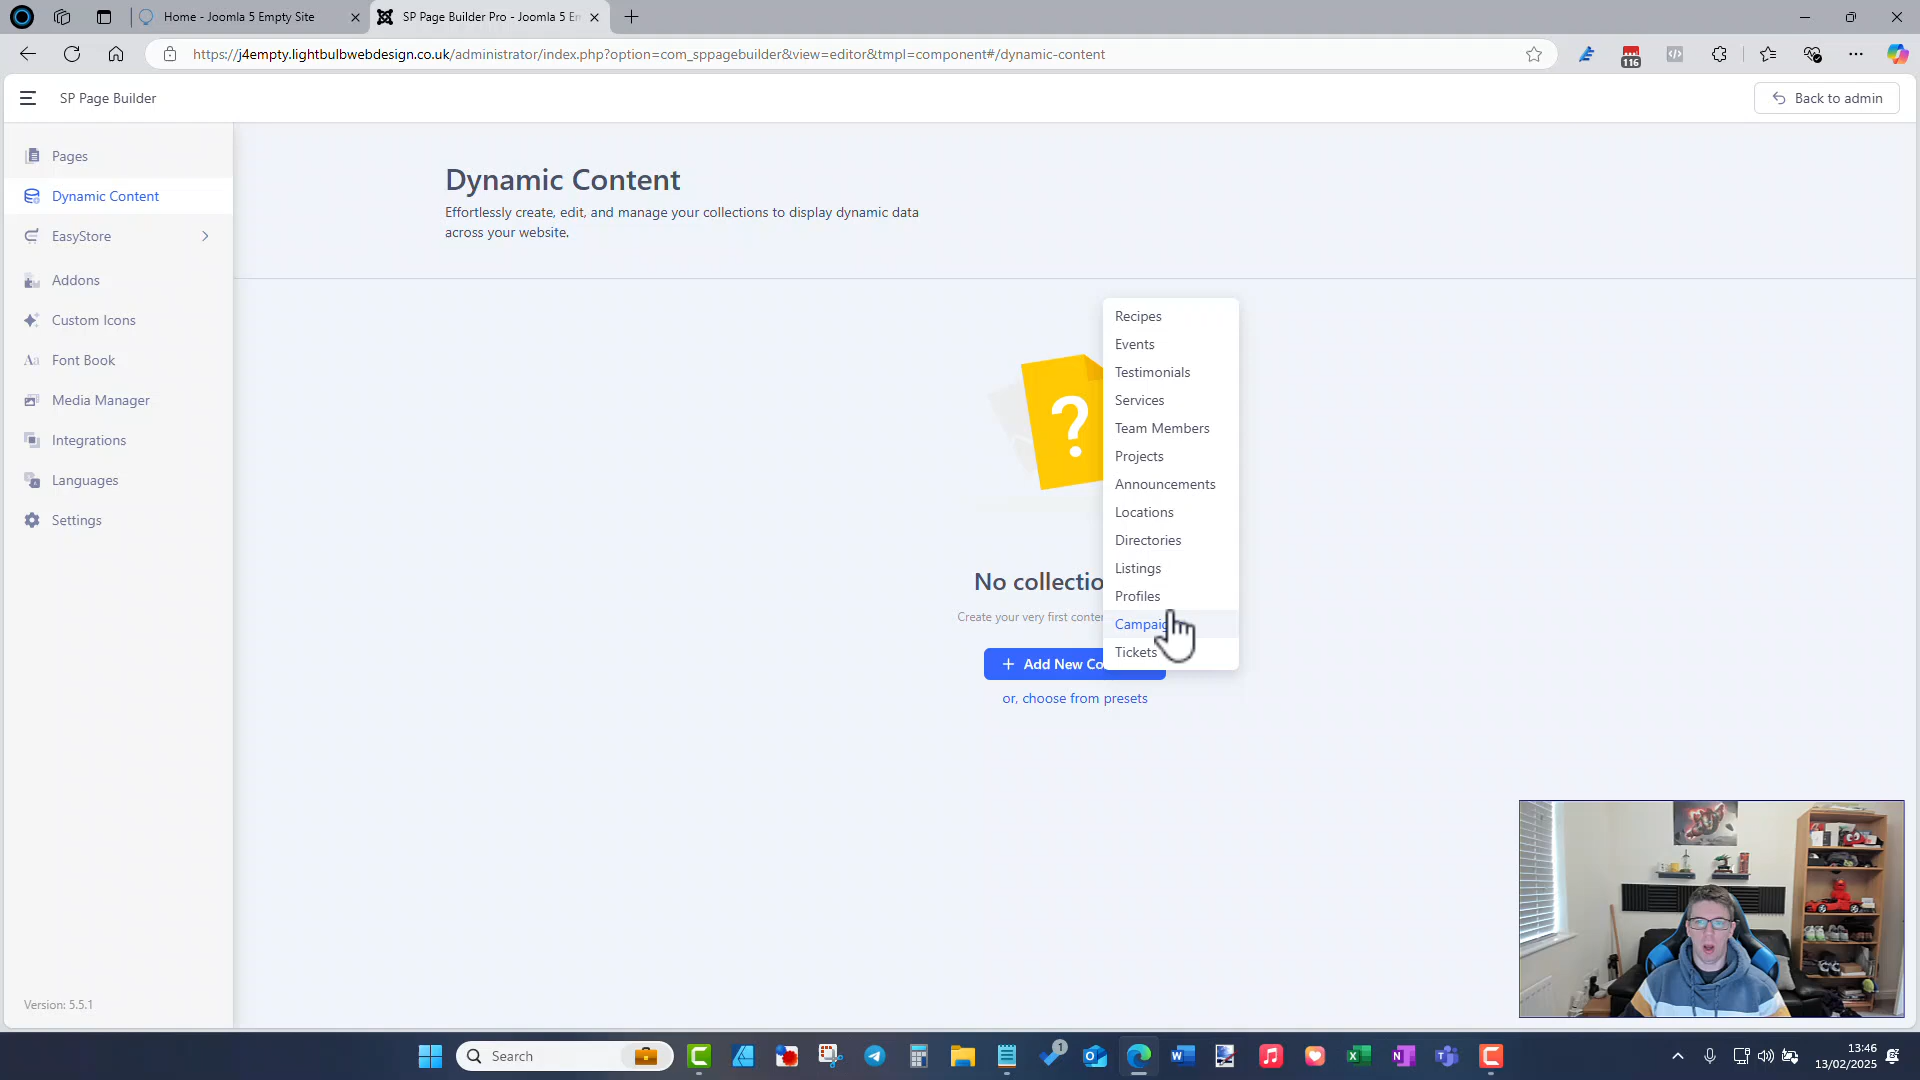 Home - Joomla 5 Empty Site
SP Page Builder Pro - Joomla 5 E
https://j4empty.lightbulbwebdesign.co.uk/administrator/index.php?option=com_sppagebuilder&view=editor&tmpl=component#/dynamic-content
116
SP Page Builder
Back to admin
Pages
Dynamic Content
EasyStore
Addons
Custom Icons
Aa Font Book
Media Manager
Integrations
Languages
Settings
Version: 5.5.1
Dynamic Content
Effortlessly create, edit, and manage your collections to display dynamic data
across your website.
?
No collectio
Create your very first conte
Add New Co
or, choose from presets
Recipes
Events
Testimonials
Services
Team Members
Projects
Announcements
Locations
Directories
Listings
Profiles
Campaig
Tickets
Search
1
13:46
13/02/2025